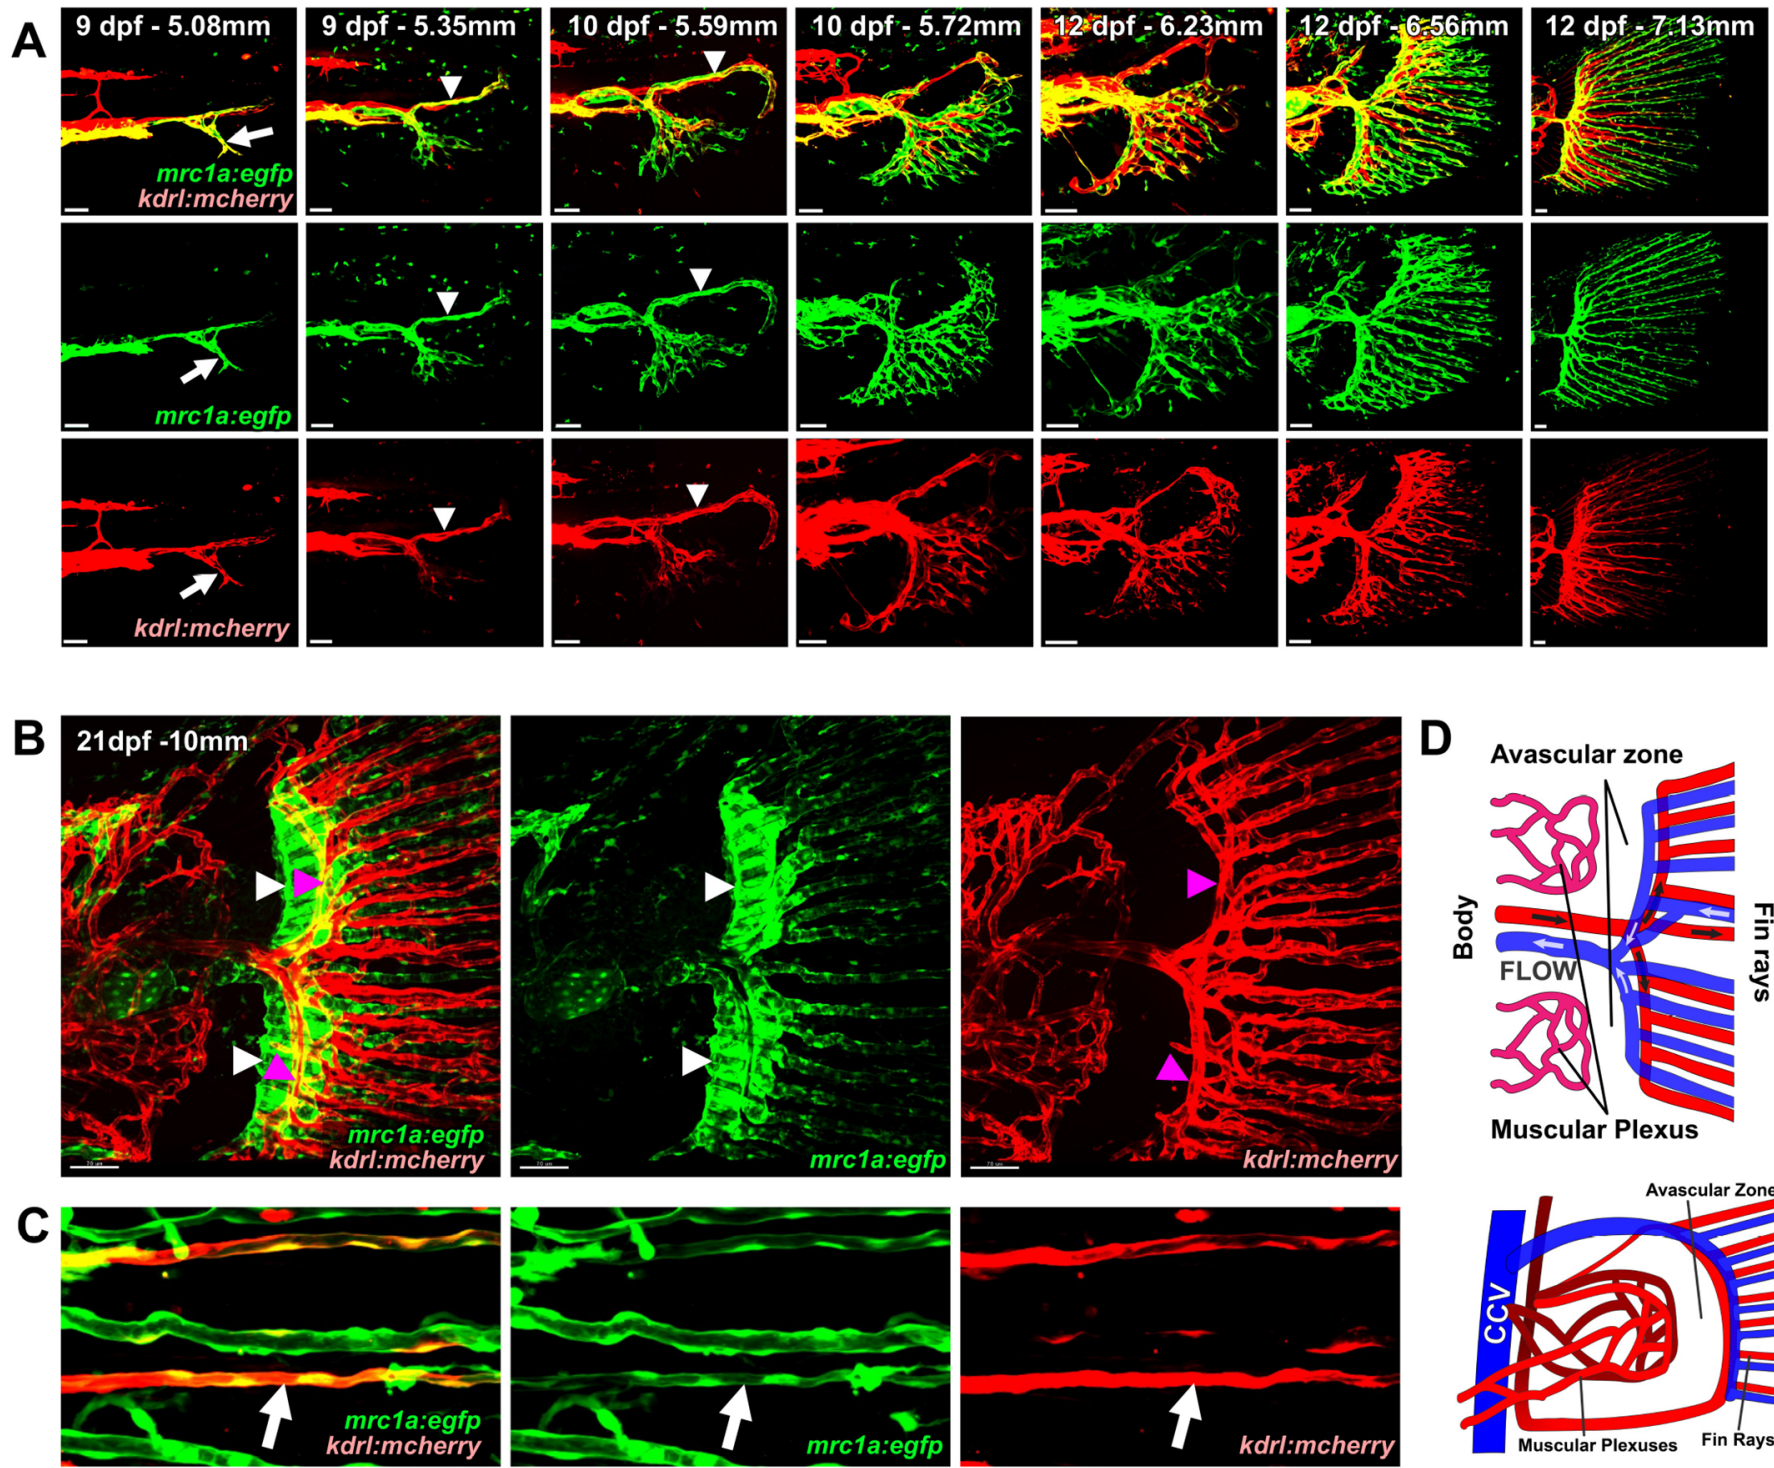 A
9 dpf - 5.08mm
9 dpf - 5.35mm
10 dpf - 5.59mm
10 dpf - 5.72mm
12 dpf - 6.23mm
12 dpf - 6.56mm
12 dpf - 7.13mm
mrc1a:egfp
kdrl:mcherry
mrc1a:egfp
kdrl:mcherry
B
21dpf -10mm
mrc1a:egfp
kdrl:mcherry
mrc1a:egfp
kdrl:mcherry
C
mrc1a:egfp
kdrl:mcherry
mrc1a:egfp
kdrl:mcherry
D
Avascular zone
Body
FLOW
Fin rays
Muscular Plexus
Avascular Zone
CCV
Muscular Plexuses
Fin Rays